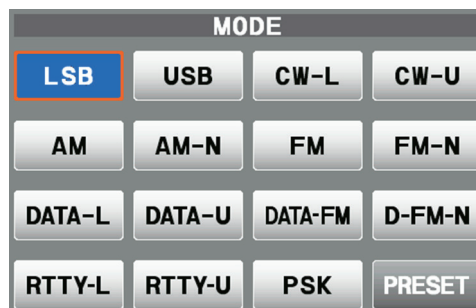 MODE
LSB USB CW-L CW-U
AM AM-N FM FM-N
DATA-L DATA-U DATA-FM D-FM-N
RTTY-L RTTY-U PSK PRESET